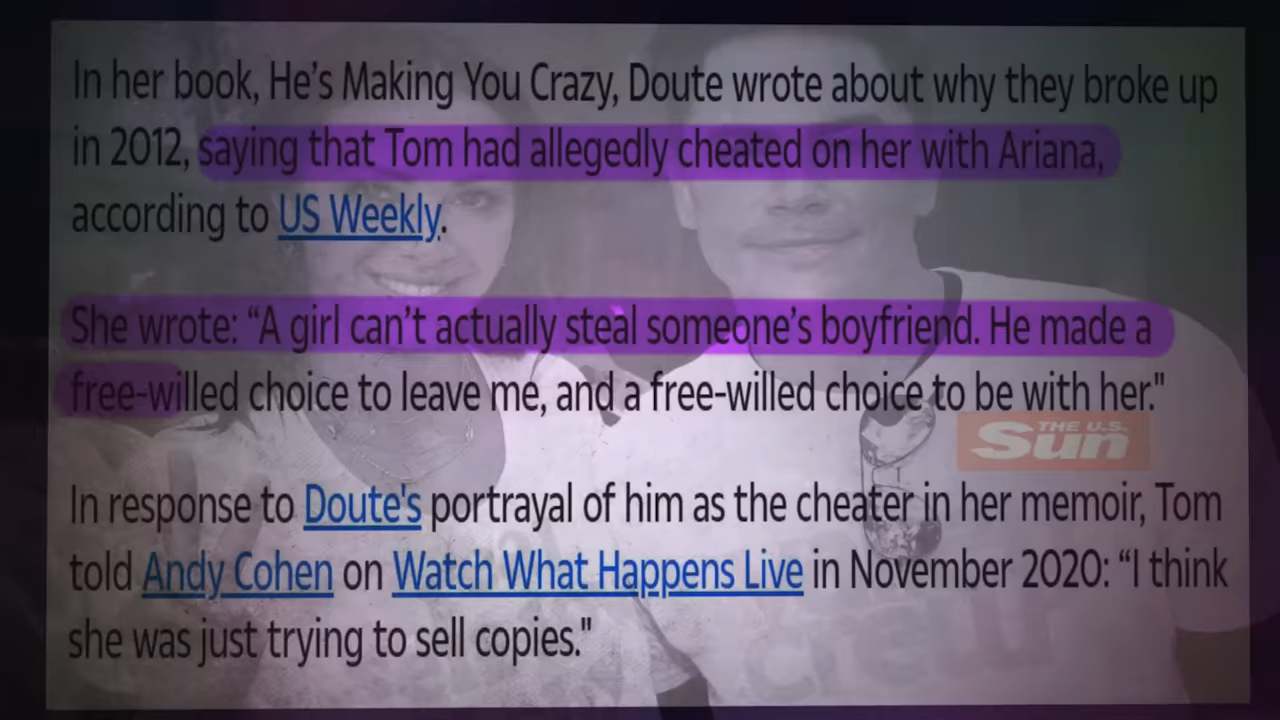 In her book, He's Making You Crazy, Doute wrote about why they broke up
in 2012, saying that Tom had allegedly cheated on her with Ariana,
according to US Weekly.
She wrote: “A girl can’t actually steal someone’s boyfriend. He made a
free-willed choice to leave me, and a free-willed choice to be with her."
THE U.S.
Sun
In response to Doute's portrayal of him as the cheater in her memoir, Tom
told Andy Cohen on Watch What Happens Live in November 2020: “I think
she was just trying to sell copies."